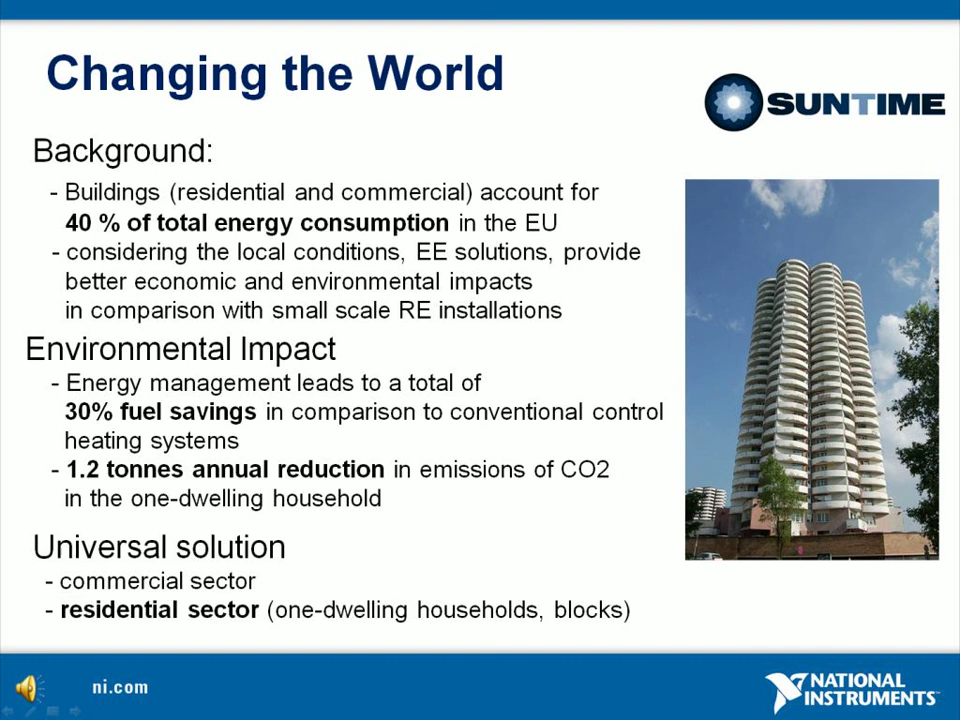 Changing the World
SUNTIME
Background:
- Buildings (residential and commercial) account for
40 % of total energy consumption in the EU
- considering the local conditions, EE solutions, provide
better economic and environmental impacts
in comparison with small scale RE installations
Environmental Impact
- Energy management leads to a total of
30% fuel savings in comparison to conventional control
heating systems
- 1.2 tonnes annual reduction in emissions of CO2
in the one-dwelling household
Universal solution
- commercial sector
- residential sector (one-dwelling households, blocks)
ni.com
NATIONAL
INSTRUMENTS™